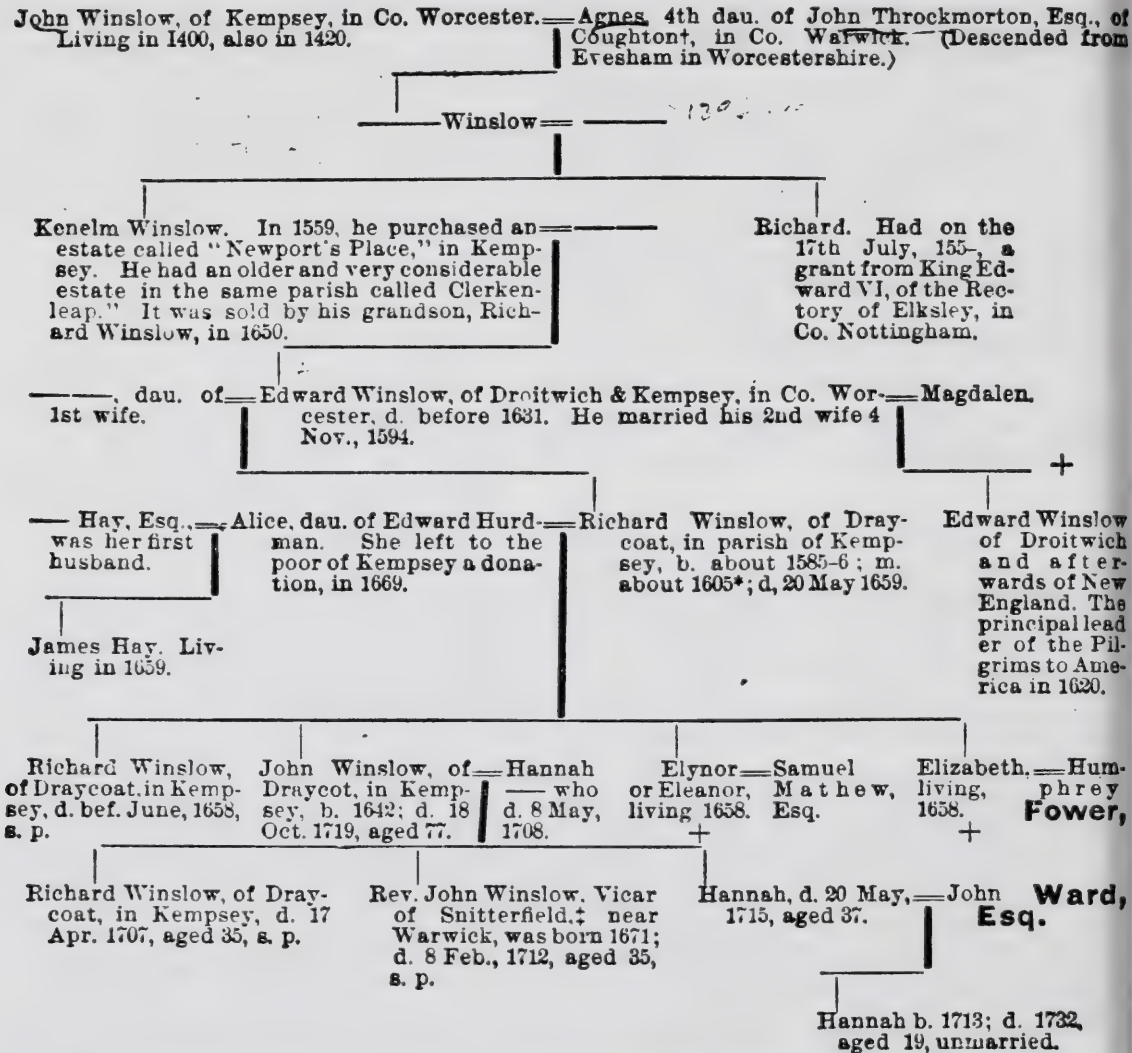 John Winslow, of Kempsey, in Co. Worcester.
Living in 1400, also in 1420.
Agnes, 4th dau. of John Throckmorton, Esq., of
Coughton†, in Co. Warwick. (Descended from
Evesham in Worcestershire.)
—— Winslow == ——
Kenelm Winslow. In 1559, he purchased an
estate called "Newport's Place," in Kemp-
sey. He had an older and very considerable
estate in the same parish called Clerken-
leap." It was sold by his grandson, Rich-
ard Winslow, in 1650.
Richard. Had on the
17th July, 155-, a
grant from King Ed-
ward VI, of the Rec-
tory of Elksley, in
Co. Nottingham.
——, dau. of
1st wife.
Edward Winslow, of Droitwich & Kempsey, in Co. Wor-
cester, d. before 1631. He married his 2nd wife 4
Nov., 1594.
Magdalen.
+
—— Hay, Esq.,
was her first
husband.
Alice, dau. of Edward Hurd-
man. She left to the
poor of Kempsey a dona-
tion, in 1669.
Richard Winslow, of Dray-
coat, in parish of Kemp-
sey, b. about 1585-6; m.
about 1605*; d, 20 May 1659.
Edward Winslow
of Droitwich
and after-
wards of New
England. The
principal lead
er of the Pil-
grims to Ame-
rica in 1620.
James Hay. Liv-
ing in 1659.
Richard Winslow,
of Draycoat, in Kemp-
sey, d. bef. June, 1658,
s. p.
John Winslow, of
Draycot, in Kemp-
sey, b. 1642; d. 18
Oct. 1719, aged 77.
Hannah
—— who
d. 8 May,
1708.
Elynor
or Eleanor,
living 1658.
+
Samuel
Mathew,
Esq.
Elizabeth,
living,
1658.
+
Hum-
phrey
Fower,
Richard Winslow, of Dray-
coat, in Kempsey, d. 17
Apr. 1707, aged 35, s. p.
Rev. John Winslow. Vicar
of Snitterfield,‡ near
Warwick, was born 1671;
d. 8 Feb., 1712, aged 35,
s. p.
Hannah, d. 20 May,
1715, aged 37.
John Ward,
Esq.
Hannah b. 1713; d. 1732,
aged 19, unmarried.